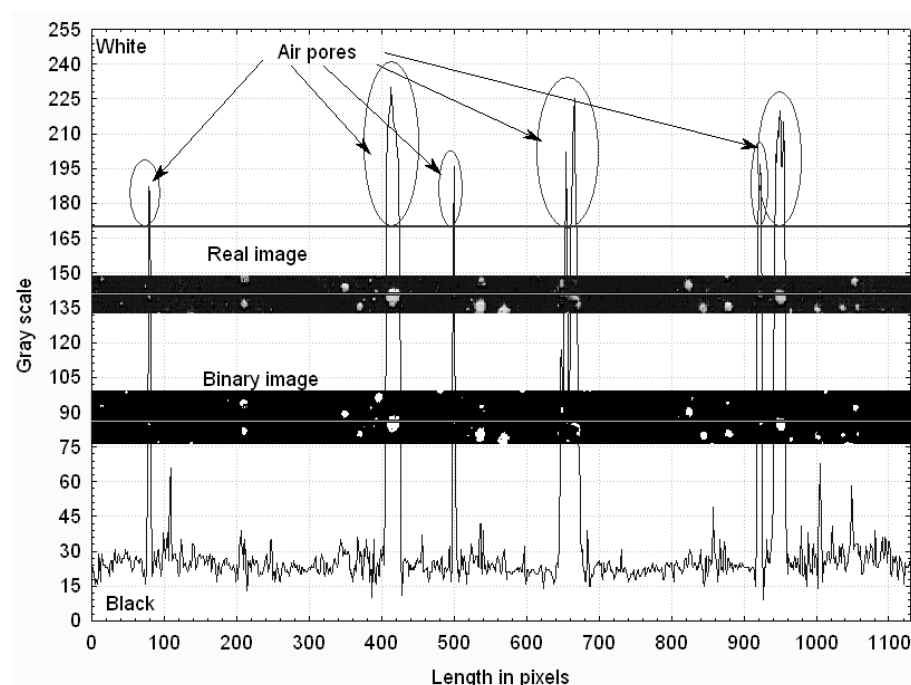 255
White
Air pores
240
225
210
195
180
165
Real image
150
135
Gray scale
120
105
Binary image
90
75
60
45
30
15
Black
0
0 100 200 300 400 500 600 700 800 900 1000 1100
Length in pixels